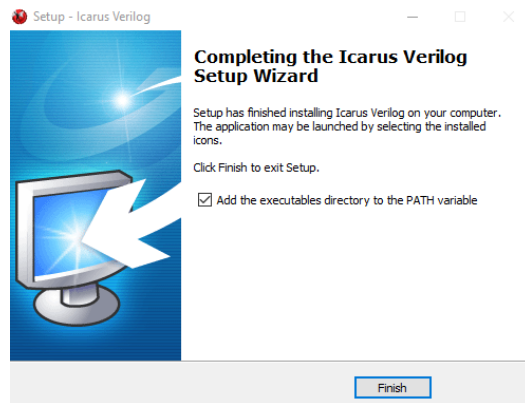 Setup - Icarus Verilog
Completing the Icarus Verilog
Setup Wizard
Setup has finished installing Icarus Verilog on your computer.
The application may be launched by selecting the installed
icons.
Click Finish to exit Setup.
Add the executables directory to the PATH variable
Finish